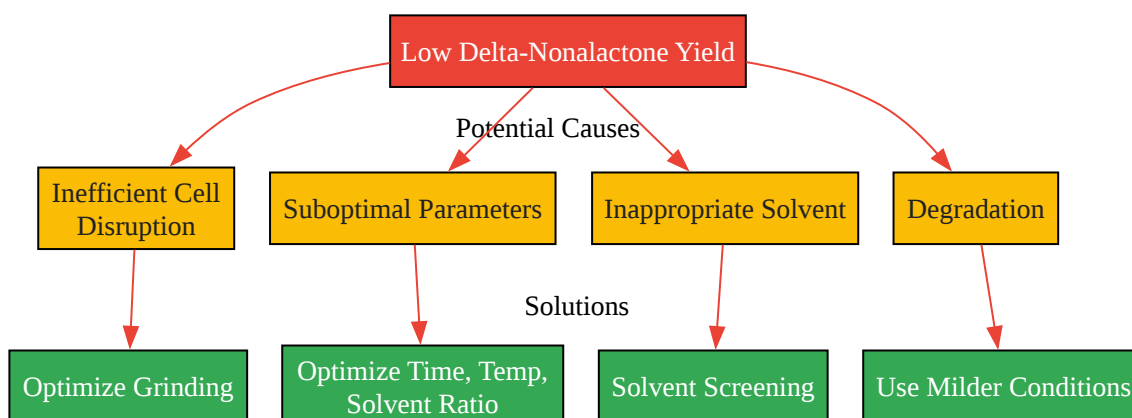 Low Delta-Nonalactone Yield
Potential Causes
Inefficient Cell
Disruption
Suboptimal Parameters
Inappropriate Solvent
Degradation
Solutions
Optimize Grinding
Optimize Time, Temp,
Solvent Ratio
Solvent Screening
Use Milder Conditions